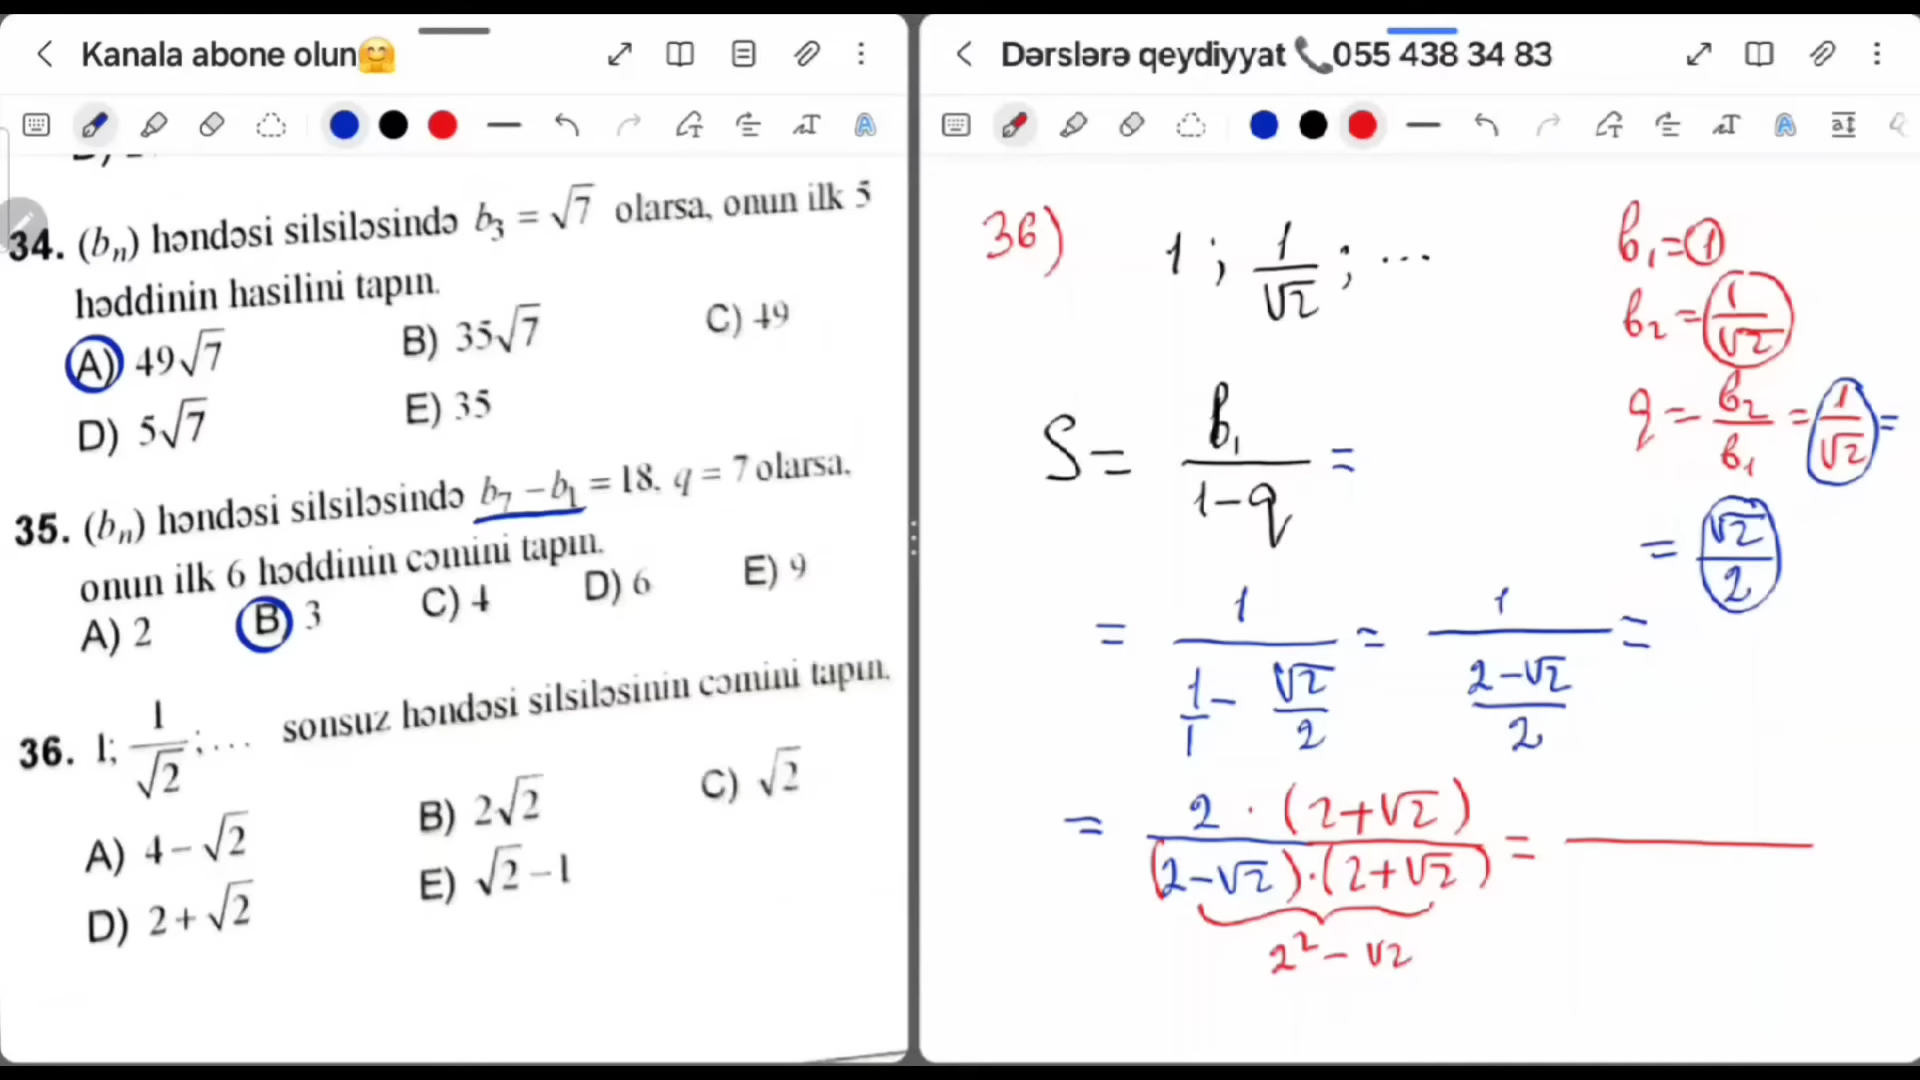 Kanala abone olun🤗
34. (bₙ) həndəsi silsiləsində b₃ = √7 olarsa, onun ilk 5
həddinin hasilini tapın.
A) 49√7 B) 35√7 C) 49
D) 5√7 E) 35
35. (bₙ) həndəsi silsiləsində b₇ − b₁ = 18, q = 7 olarsa,
onun ilk 6 həddinin cəmini tapın.
A) 2 B) 3 C) 4 D) 6 E) 9
36. 1; 1/√2; ... sonsuz həndəsi silsiləsinin cəmini tapın.
A) 4 − √2 B) 2√2 C) √2
D) 2 + √2 E) √2 − 1
Dərslərə qeydiyyat 📞055 438 34 83
36) 1 ; 1/√2 ; ...
b₁ = 1
b₂ = 1/√2
q = b₂/b₁ = 1/√2 =
= √2/2
S = b₁/(1−q) =
= 1/(1/1 − √2/2) = 1/((2−√2)/2) =
= 2 · (2+√2)/((2−√2)·(2+√2)) =
2² − √2